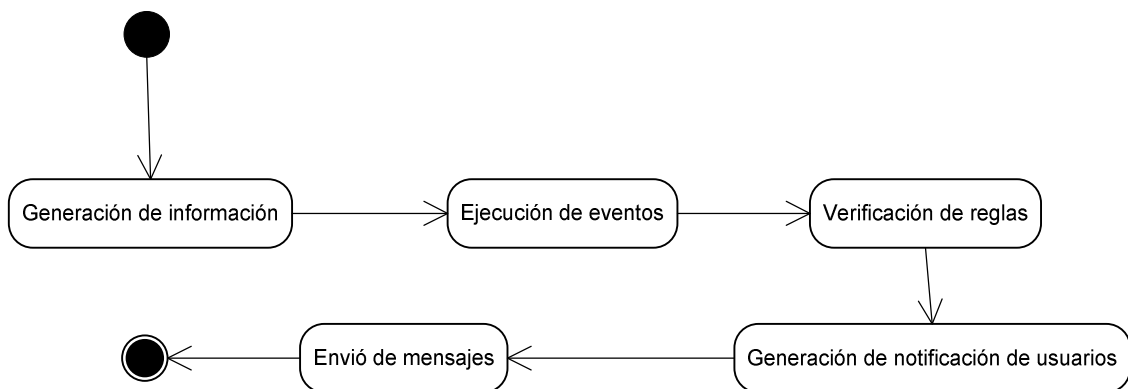 Generación de información
Ejecución de eventos
Verificación de reglas
Generación de notificación de usuarios
Envió de mensajes